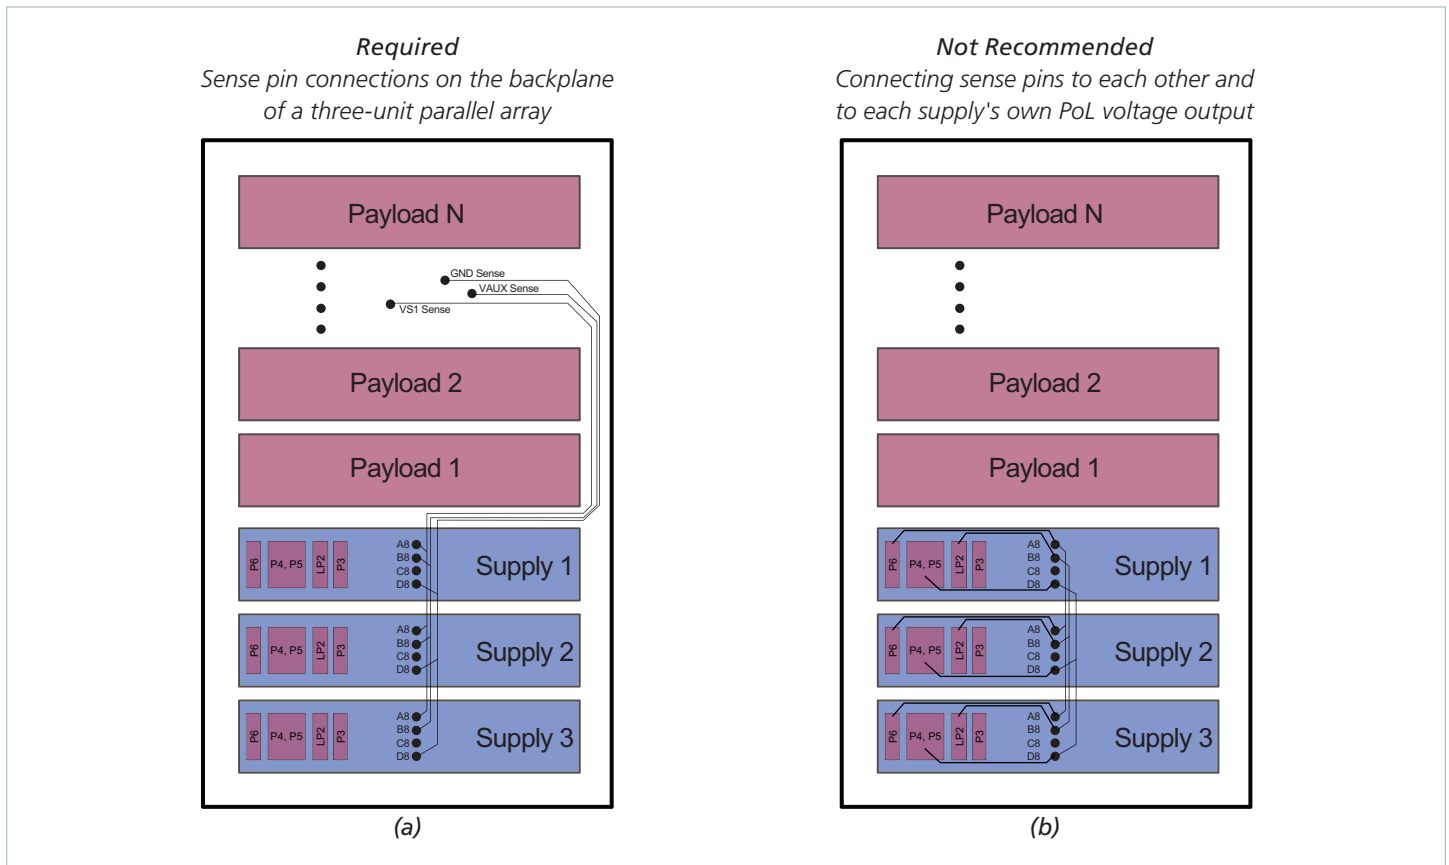 Required
Sense pin connections on the backplane
of a three-unit parallel array
Payload N
GND Sense
VAUX Sense
VS1 Sense
Payload 2
Payload 1
P6
P4, P5
LP2
P3
A8
B8
C8
D8
Supply 1
P6
P4, P5
LP2
P3
A8
B8
C8
D8
Supply 2
P6
P4, P5
LP2
P3
A8
B8
C8
D8
Supply 3
(a)
Not Recommended
Connecting sense pins to each other and
to each supply's own PoL voltage output
Payload N
Payload 2
Payload 1
P6
P4, P5
LP2
P3
A8
B8
C8
D8
Supply 1
P6
P4, P5
LP2
P3
A8
B8
C8
D8
Supply 2
P6
P4, P5
LP2
P3
A8
B8
C8
D8
Supply 3
(b)